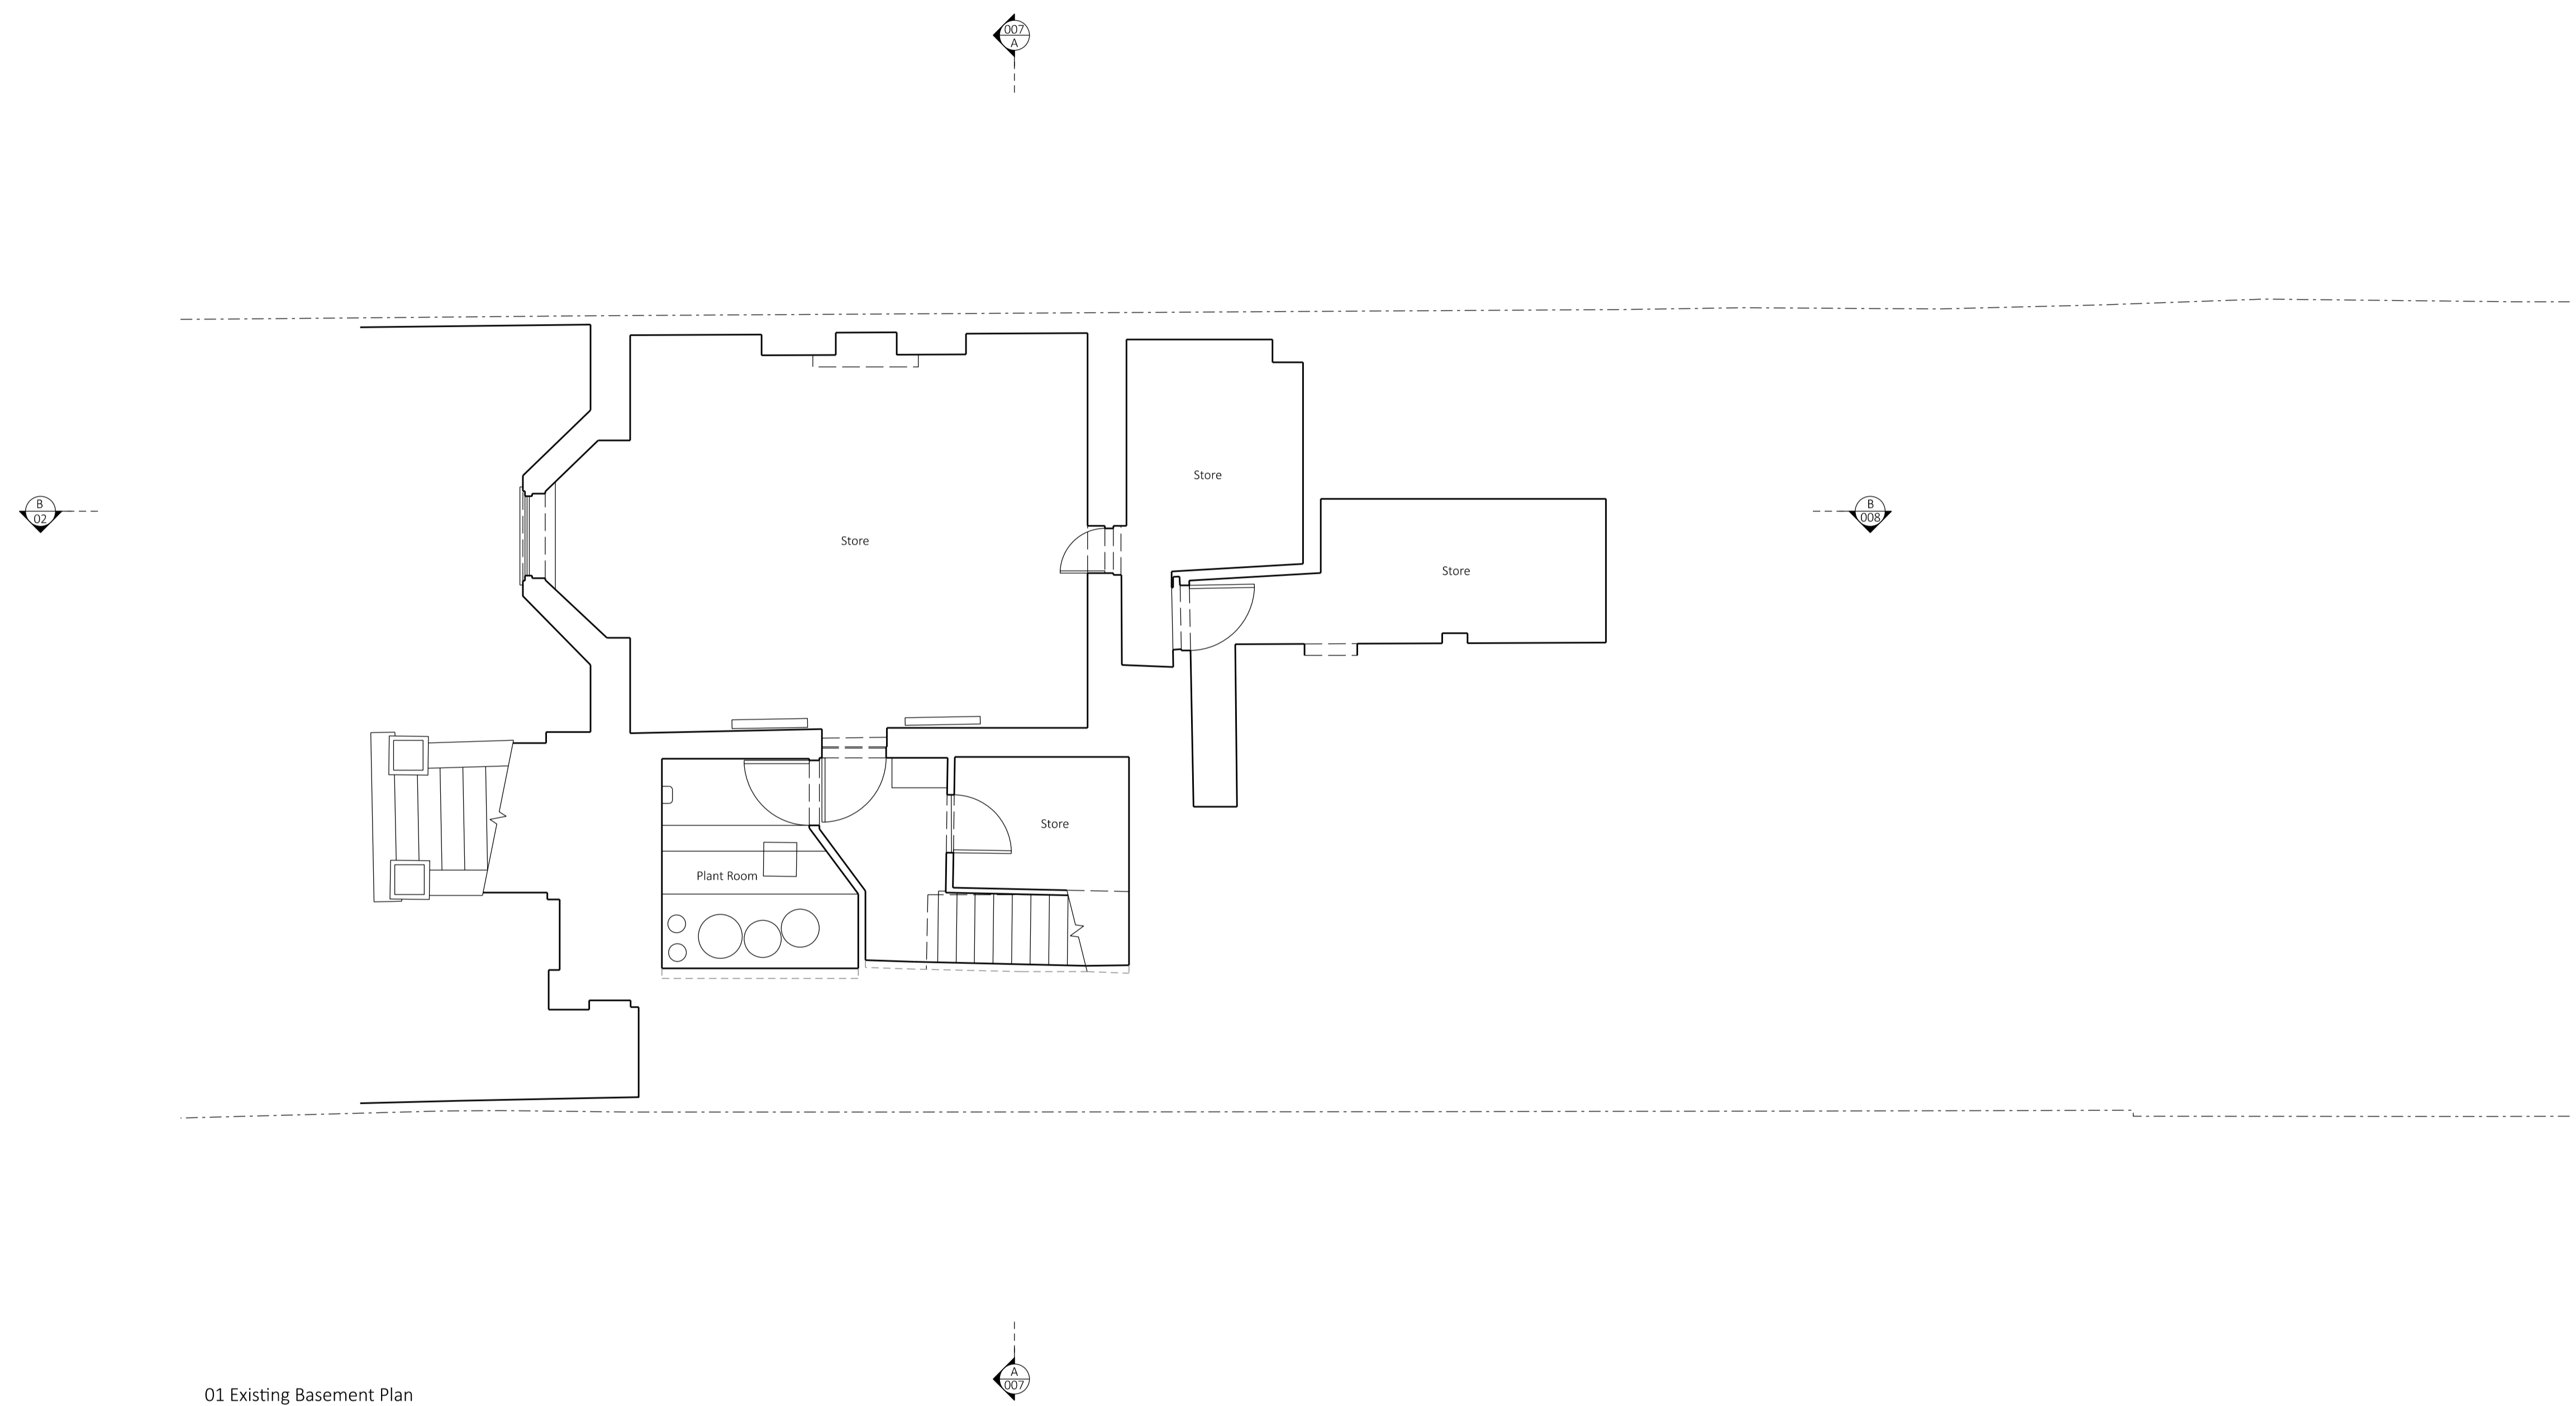 007
A
Store
B
02
B
008
Store
Store
Store
Plant Room
A
007
01 Existing Basement Plan